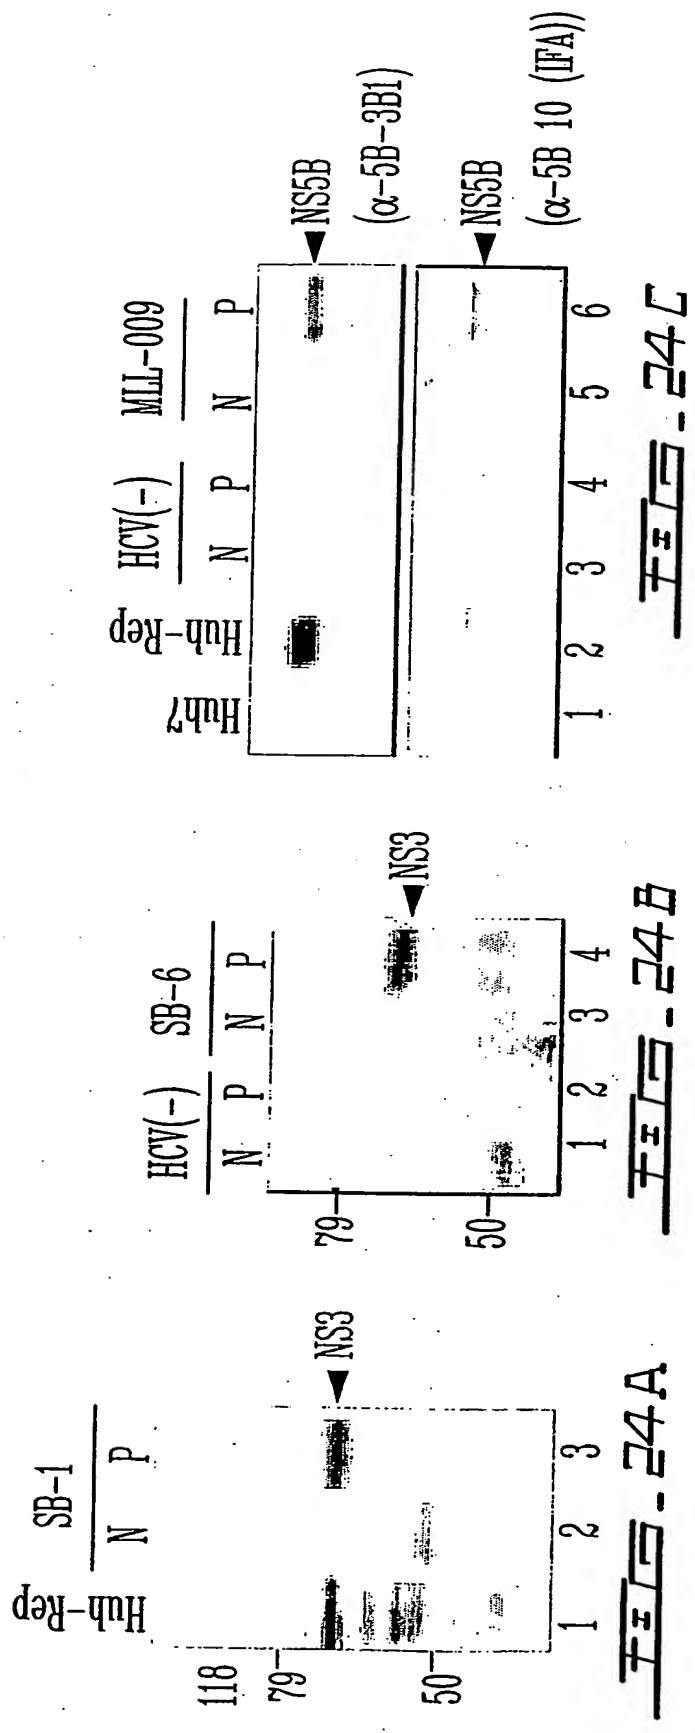 SB-1
Huh-Rep N P
118
79
50
NS3
1 2 3
FIG. 24A
HCV(-) SB-6
N P N P
79
50
NS3
1 2 3 4
FIG. 24B
HCV(-) MLL-009
Huh7 Huh-Rep N P N P
NS5B
(α-5B-3B1)
NS5B
(α-5B 10 (IFA))
1 2 3 4 5 6
FIG. 24C